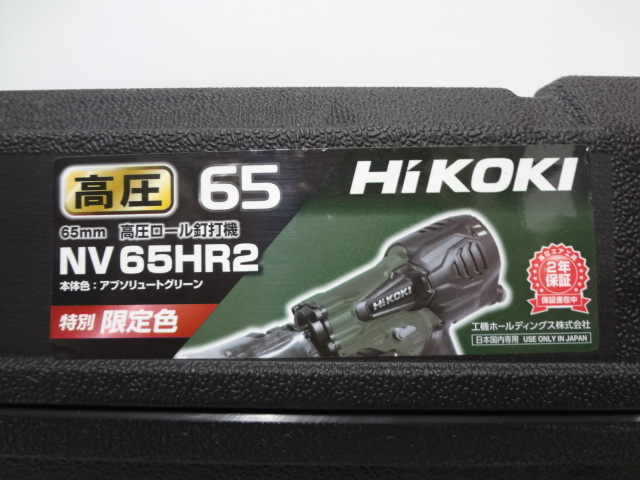 高圧 65
HiKOKI
65mm 高圧ロール釘打機
NV65HR2
本体色：アブソリュートグリーン
特別 限定色
HiKOKI
2年
保証
保証書在中
工機ホールディングス株式会社
日本国内専用 USE ONLY IN JAPAN